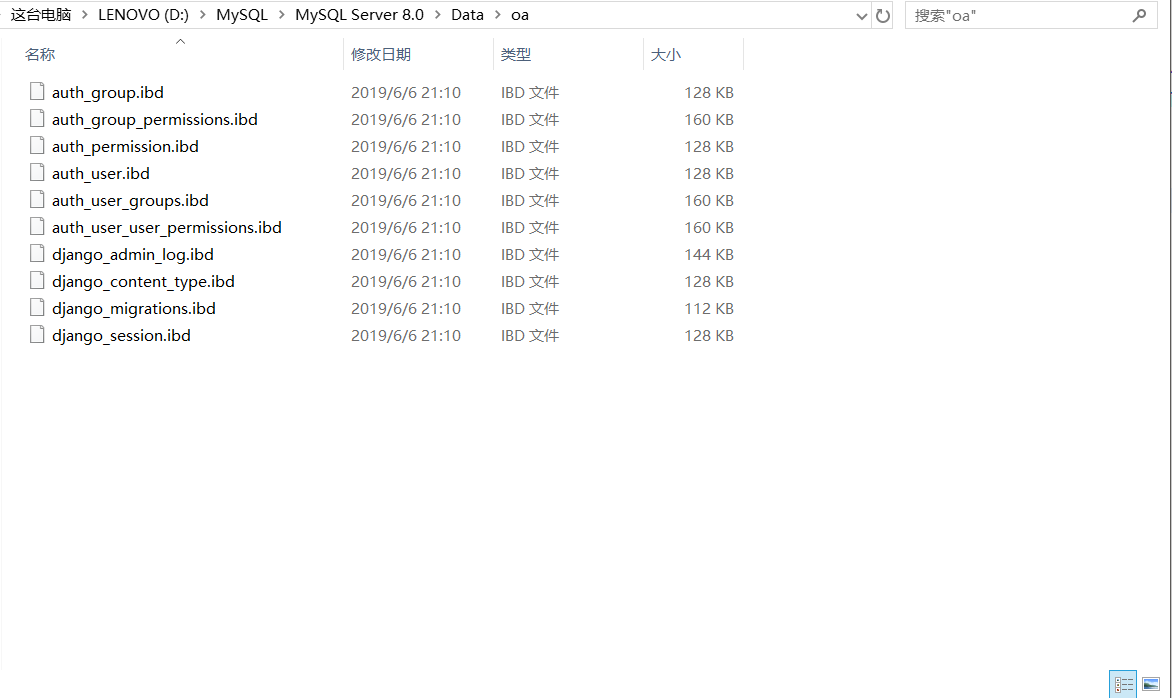 这台电脑 > LENOVO (D:) > MySQL > MySQL Server 8.0 > Data > oa 搜索"oa"
名称 修改日期 类型 大小
auth_group.ibd 2019/6/6 21:10 IBD 文件 128 KB
auth_group_permissions.ibd 2019/6/6 21:10 IBD 文件 160 KB
auth_permission.ibd 2019/6/6 21:10 IBD 文件 128 KB
auth_user.ibd 2019/6/6 21:10 IBD 文件 128 KB
auth_user_groups.ibd 2019/6/6 21:10 IBD 文件 160 KB
auth_user_user_permissions.ibd 2019/6/6 21:10 IBD 文件 160 KB
django_admin_log.ibd 2019/6/6 21:10 IBD 文件 144 KB
django_content_type.ibd 2019/6/6 21:10 IBD 文件 128 KB
django_migrations.ibd 2019/6/6 21:10 IBD 文件 112 KB
django_session.ibd 2019/6/6 21:10 IBD 文件 128 KB